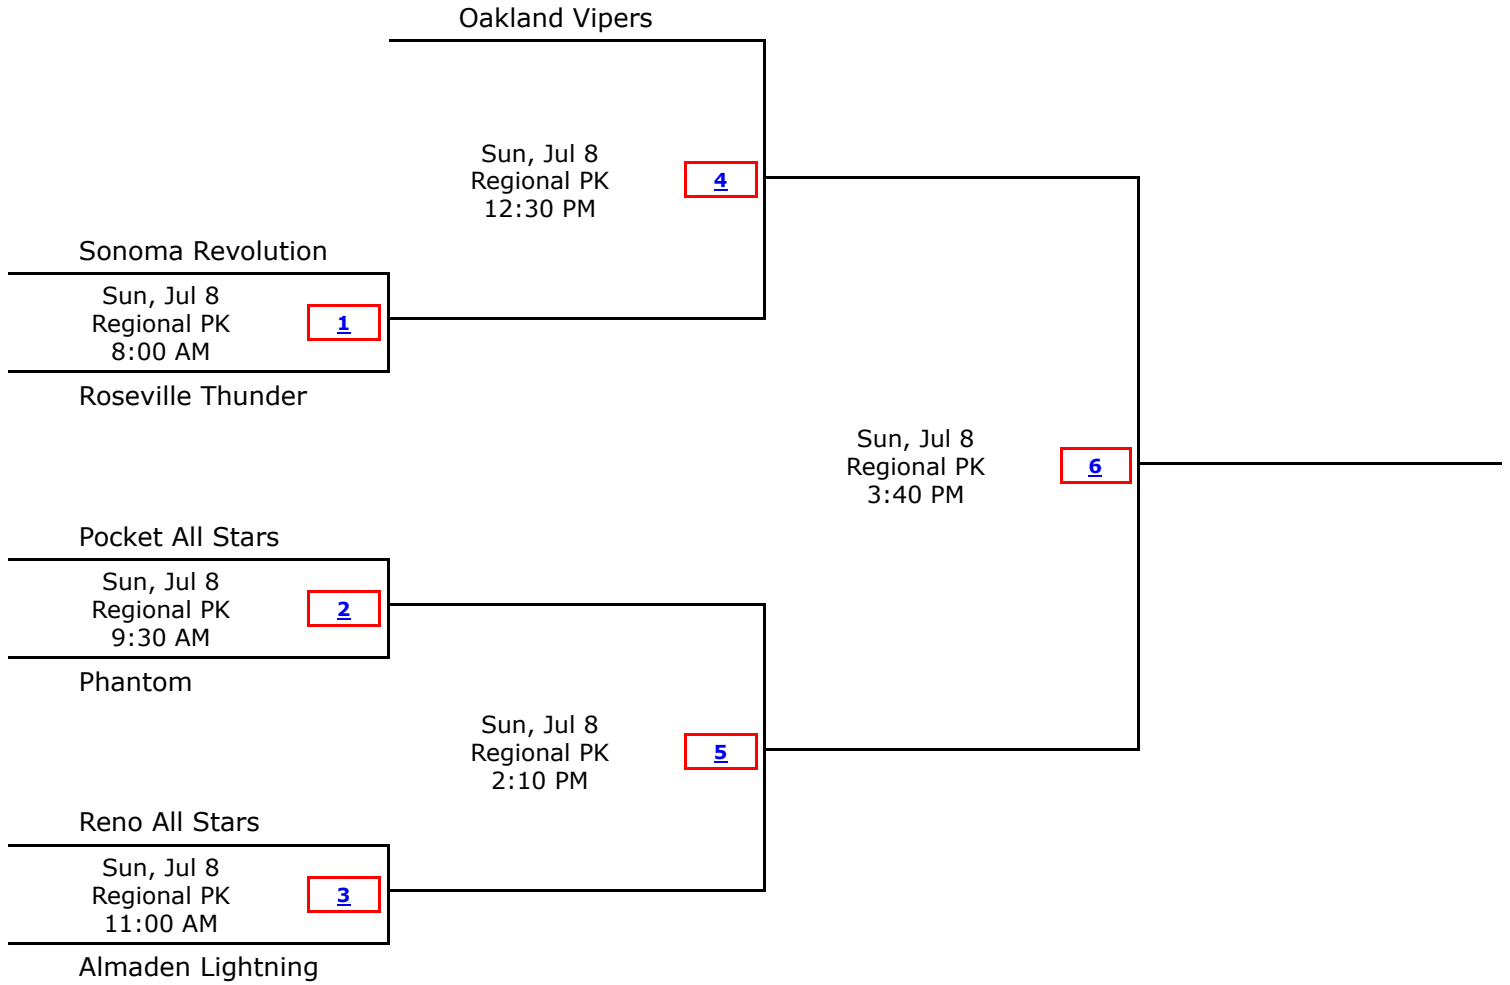 Oakland Vipers
Sun, Jul 8
Regional PK
12:30 PM
4
Sonoma Revolution
Sun, Jul 8
Regional PK
8:00 AM
1
Roseville Thunder
Sun, Jul 8
Regional PK
3:40 PM
6
Pocket All Stars
Sun, Jul 8
Regional PK
9:30 AM
2
Phantom
Sun, Jul 8
Regional PK
2:10 PM
5
Reno All Stars
Sun, Jul 8
Regional PK
11:00 AM
3
Almaden Lightning